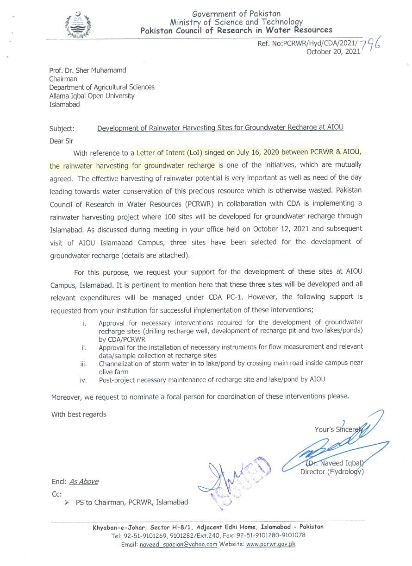 Government of Pakistan
Ministry of Science and Technology
Pakistan Council of Research in Water Resources
Ref. No:PCRWR/Hyd/CDA/2021/796
October 20, 2021
Prof. Dr. Sher Muhamamd
Chairman
Department of Agricultural Sciences
Allama Iqbal Open University
Islamabad
Subject: Development of Rainwater Harvesting Sites for Groundwater Recharge at AIOU
Dear Sir
With reference to a Letter of Intent (LoI) singed on July 16, 2020 between PCRWR & AIOU,
the rainwater harvesting for groundwater recharge is one of the initiatives, which are mutually
agreed. The effective harvesting of rainwater potential is very important as well as need of the day
leading towards water conservation of this precious resource which is otherwise wasted. Pakistan
Council of Research in Water Resources (PCRWR) in collaboration with CDA is implementing a
rainwater harvesting project where 100 sites will be developed for groundwater recharge through
Islamabad. As discussed during meeting in your office held on October 12, 2021 and subsequent
visit of AIOU Islamabad Campus, three sites have been selected for the development of
groundwater recharge (details are attached).
For this purpose, we request your support for the development of these sites at AIOU
Campus, Islamabad. It is pertinent to mention here that these three sites will be developed and all
relevant expenditures will be managed under CDA PC-1. However, the following support is
requested from your institution for successful implementation of these interventions;
i. Approval for necessary interventions required for the development of groundwater
recharge sites (drilling recharge well, development of recharge pit and two lakes/ponds)
by CDA/PCRWR
ii. Approval for the installation of necessary instruments for flow measurement and relevant
data/sample collection at recharge sites
iii. Channelization of storm water in to lake/pond by crossing main road inside campus near
olive farm
iv. Post-project necessary maintenance of recharge site and lake/pond by AIOU
Moreover, we request to nominate a focal person for coordination of these interventions please.
With best regards
Your's Sincerely
(Dr. Naveed Iqbal)
Director (Hydrology)
ISSUED
Encl: As Above
Cc:
➢ PS to Chairman, PCRWR, Islamabad
Khyaban-e-Johar, Sector H-8/1, Adjacent Edhi Home, Islamabad - Pakistan
Tel: 92-51-9101269, 9101282/Ext.240, Fax: 92-51-9101280-9101278
Email: naveed_spacian@yahoo.com Website: www.pcrwr.gov.pk